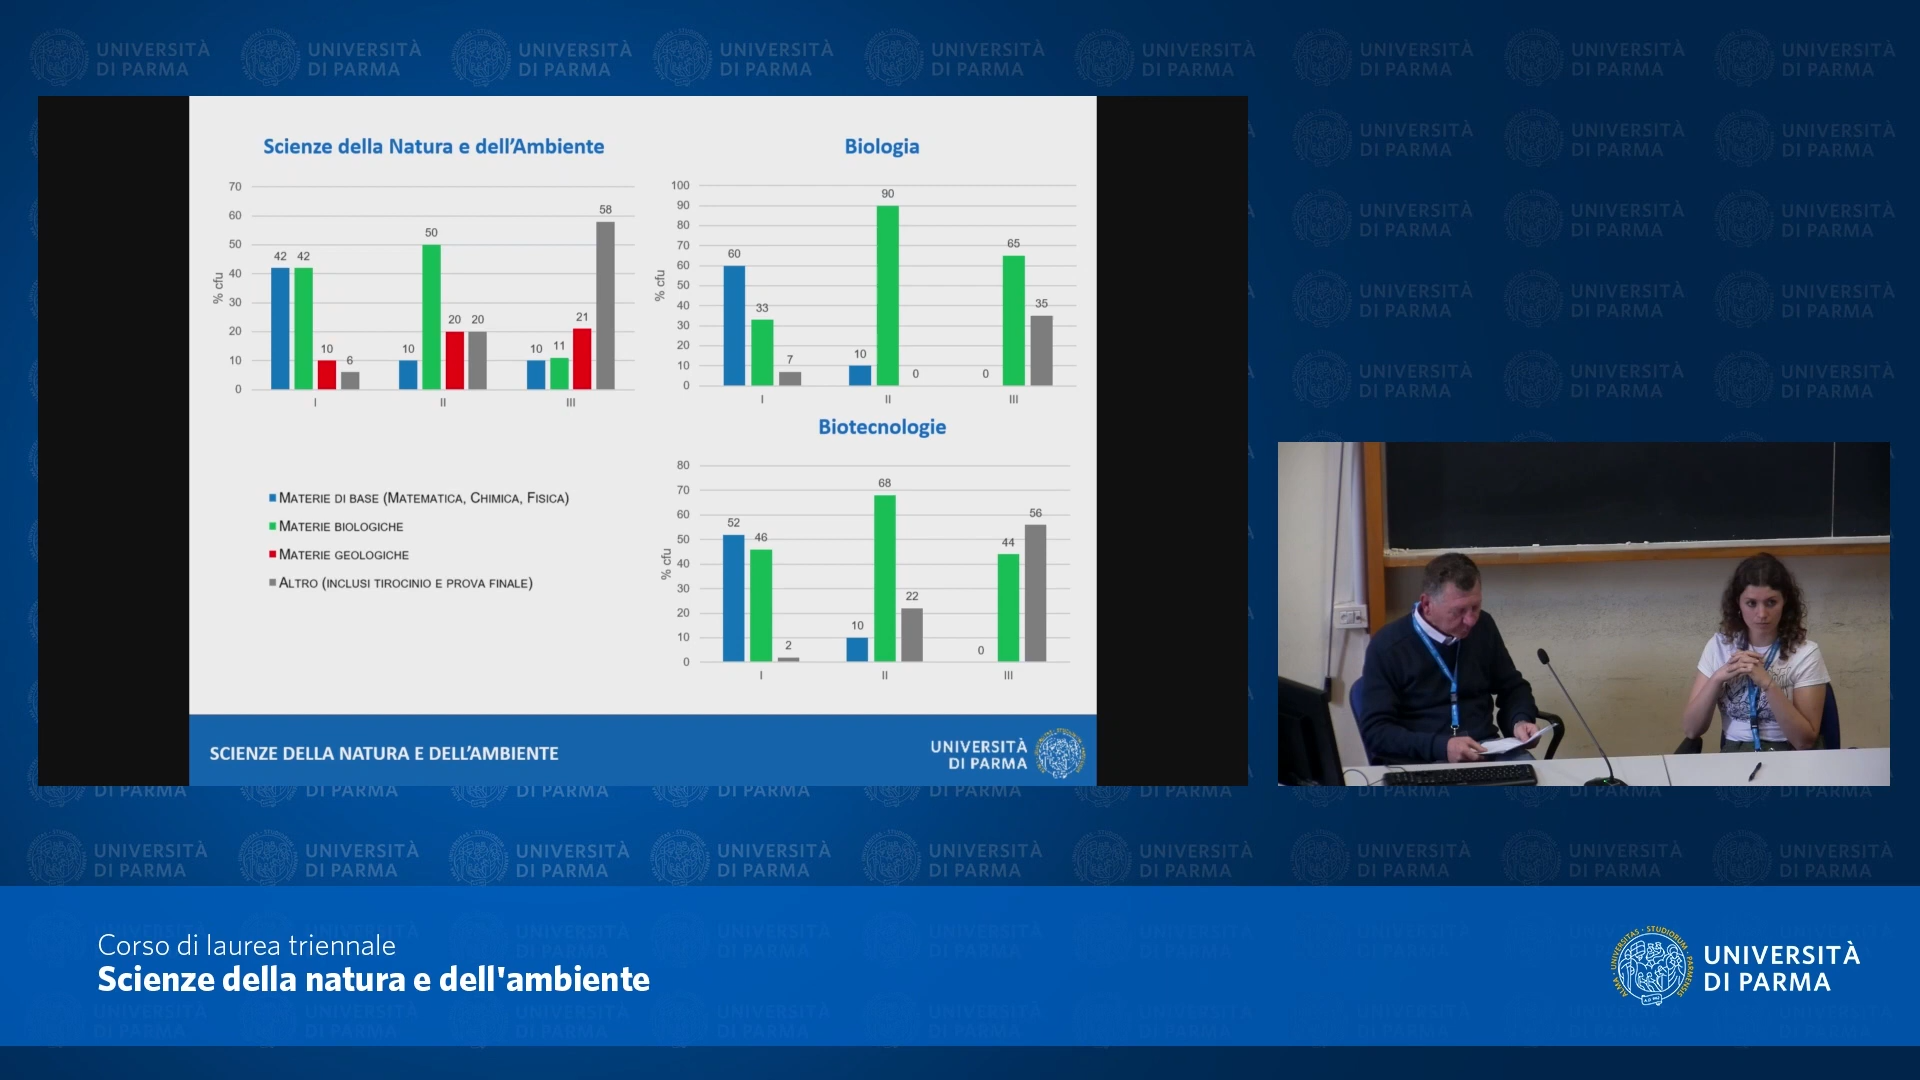 Scienze della Natura e dell'Ambiente
70
60
50
40
30
20
10
0
% cfu
42 42 10 6
10 50 20 20
10 11 21 58
I II III
Biologia
100
90
80
70
60
50
40
30
20
10
0
% cfu
60 33 7
10 90 0
0 65 35
I II III
MATERIE DI BASE (MATEMATICA, CHIMICA, FISICA)
MATERIE BIOLOGICHE
MATERIE GEOLOGICHE
ALTRO (INCLUSI TIROCINIO E PROVA FINALE)
Biotecnologie
80
70
60
50
40
30
20
10
0
% cfu
52 46 2
10 68 22
0 44 56
I II III
SCIENZE DELLA NATURA E DELL'AMBIENTE
UNIVERSITÀ
DI PARMA
Corso di laurea triennale
Scienze della natura e dell'ambiente
UNIVERSITÀ
DI PARMA